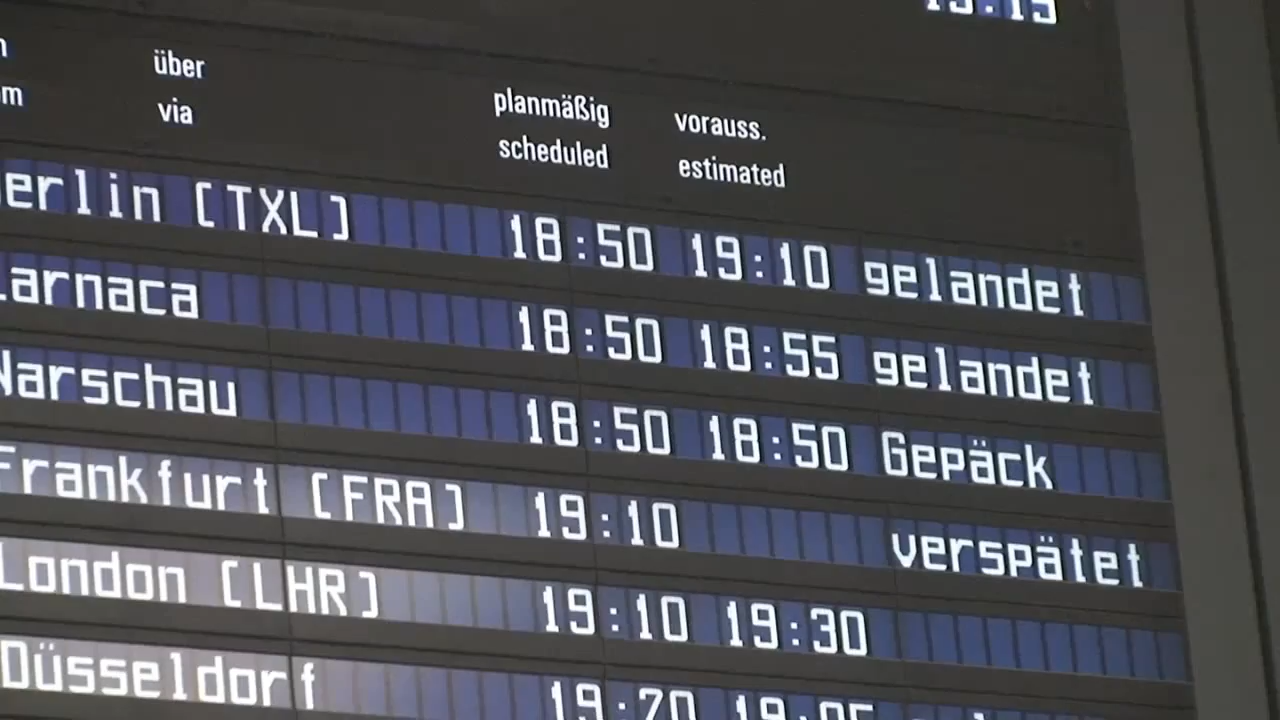 über planmäßig vorauss.
via scheduled estimated
erlin [TXL] 18:50 19:10 gelandet
arnaca 18:50 18:55 gelandet
Warschau 18:50 18:50 Gepäck
Frankfurt [FRA] 19:10 verspätet
London [LHR] 19:10 19:30
Düsseldorf